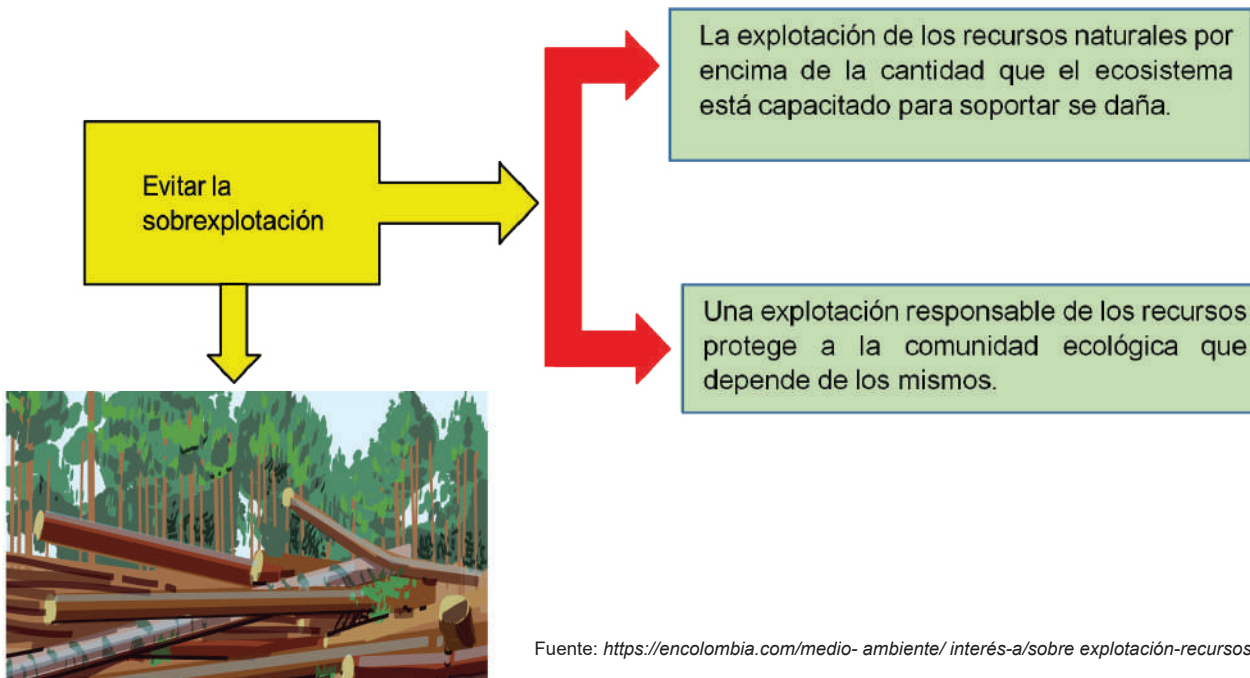 La explotación de los recursos naturales por
encima de la cantidad que el ecosistema
está capacitado para soportar se daña.
Evitar la
sobrexplotación
Una explotación responsable de los recursos
protege a la comunidad ecológica que
depende de los mismos.
Fuente: https://encolombia.com/medio- ambiente/ interés-a/sobre explotación-recursos